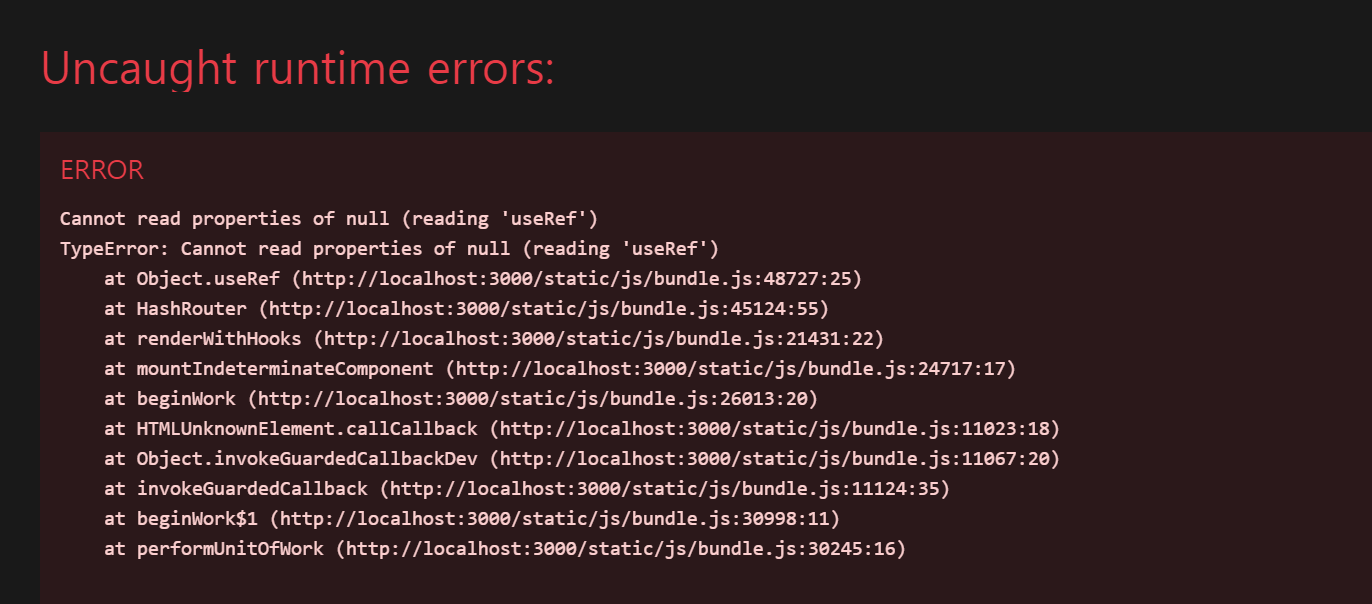 Uncaught runtime errors:
ERROR
Cannot read properties of null (reading 'useRef')
TypeError: Cannot read properties of null (reading 'useRef')
    at Object.useRef (http://localhost:3000/static/js/bundle.js:48727:25)
    at HashRouter (http://localhost:3000/static/js/bundle.js:45124:55)
    at renderWithHooks (http://localhost:3000/static/js/bundle.js:21431:22)
    at mountIndeterminateComponent (http://localhost:3000/static/js/bundle.js:24717:17)
    at beginWork (http://localhost:3000/static/js/bundle.js:26013:20)
    at HTMLUnknownElement.callCallback (http://localhost:3000/static/js/bundle.js:11023:18)
    at Object.invokeGuardedCallbackDev (http://localhost:3000/static/js/bundle.js:11067:20)
    at invokeGuardedCallback (http://localhost:3000/static/js/bundle.js:11124:35)
    at beginWork$1 (http://localhost:3000/static/js/bundle.js:30998:11)
    at performUnitOfWork (http://localhost:3000/static/js/bundle.js:30245:16)